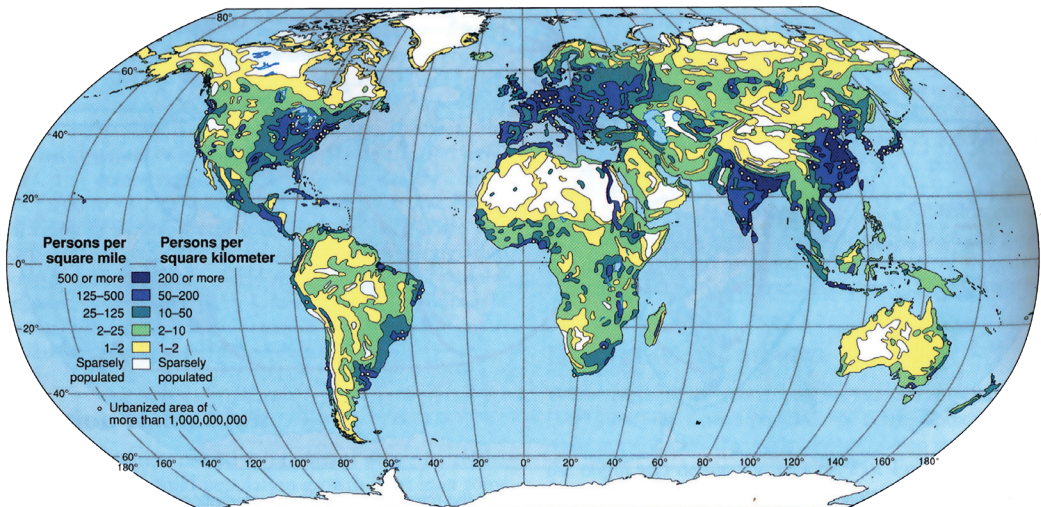 80°
60°
40°
20°
Persons per
square mile
Persons per
square kilometer
0°
500 or more 200 or more
125–500 50–200
25–125 10–50
2–25 2–10
20°
1–2 1–2
Sparsely
populated
Sparsely
populated
40°
Urbanized area of
more than 1,000,000,000
60°
180° 160° 140° 120° 100° 80° 60° 40° 20° 0° 20° 40° 60° 80° 100° 120° 140° 160° 180°